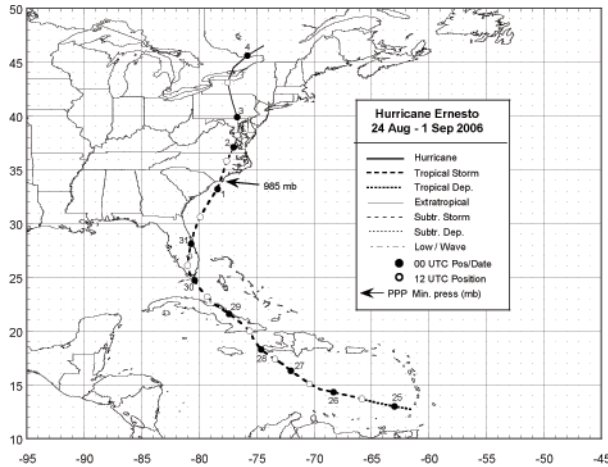 50
45
40
35
30
25
20
15
10
-95
-90
-85
-80
-75
-70
-65
-60
-55
-50
-45
Hurricane Ernesto
24 Aug - 1 Sep 2006
Hurricane
Tropical Storm
Tropical Dep.
Extratropical
Subtr. Storm
Subtr. Dep.
Low / Wave
00 UTC Pos/Date
12 UTC Position
PPP Min. press (mb)
4
3
2
985 mb
1
31
30
29
28
27
26
25